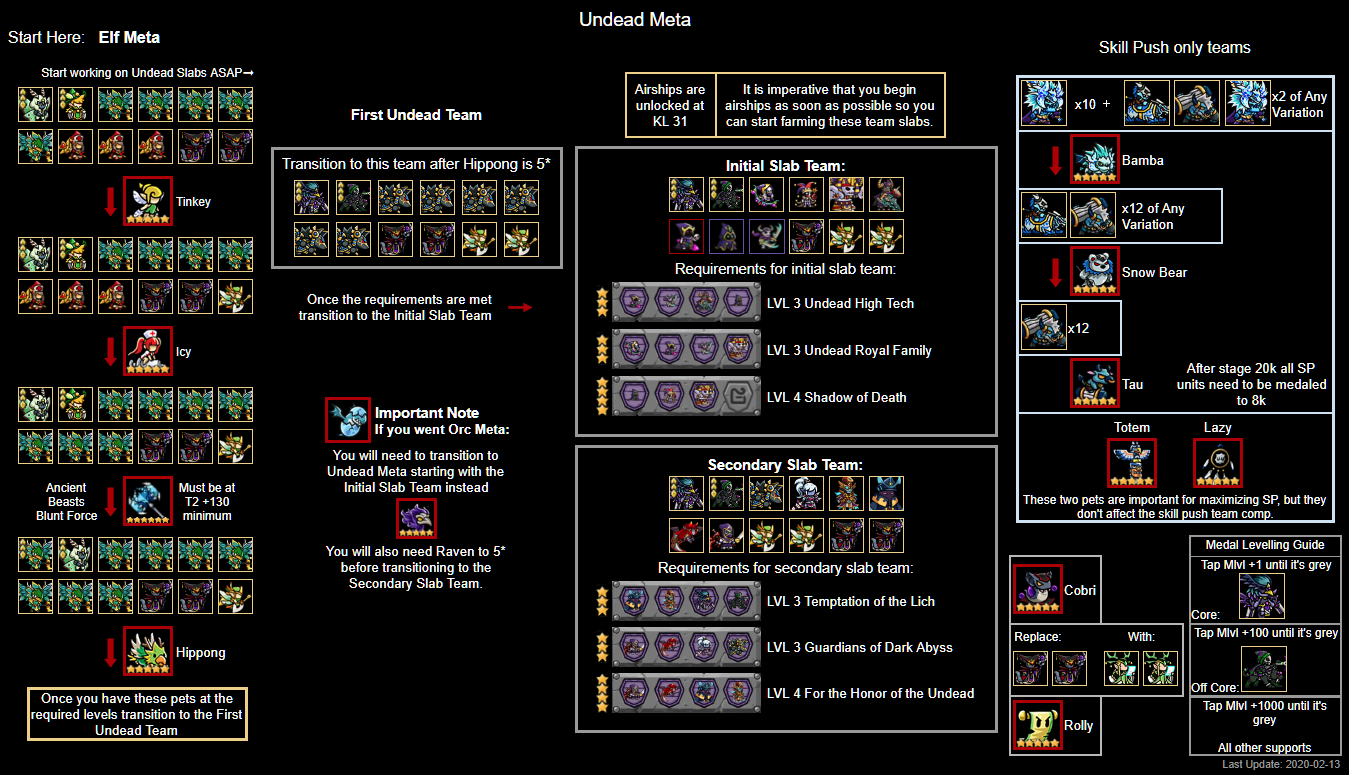 Undead Meta
Start Here: Elf Meta
Start working on Undead Slabs ASAP→
Tinkey
Icy
Ancient
Beasts
Blunt Force
Must be at
T2 +130
minimum
Hippong
Once you have these pets at the
required levels transition to the First
Undead Team
First Undead Team
Transition to this team after Hippong is 5*
Once the requirements are met
transition to the Initial Slab Team
Important Note
If you went Orc Meta:
You will need to transition to
Undead Meta starting with the
Initial Slab Team instead
You will also need Raven to 5*
before transitioning to the
Secondary Slab Team.
Airships are
unlocked at
KL 31
It is imperative that you begin
airships as soon as possible so you
can start farming these team slabs.
Initial Slab Team:
Requirements for initial slab team:
LVL 3 Undead High Tech
LVL 3 Undead Royal Family
LVL 4 Shadow of Death
Secondary Slab Team:
Requirements for secondary slab team:
LVL 3 Temptation of the Lich
LVL 3 Guardians of Dark Abyss
LVL 4 For the Honor of the Undead
Skill Push only teams
x10 +
x2 of Any
Variation
Bamba
x12 of Any
Variation
Snow Bear
x12
Tau
After stage 20k all SP
units need to be medaled
to 8k
Totem
Lazy
These two pets are important for maximizing SP, but they
don't affect the skill push team comp.
Cobri
Replace:
With:
Rolly
Medal Levelling Guide
Tap Mlvl +1 until it's grey
Core:
Tap Mlvl +100 until it's grey
Off Core:
Tap Mlvl +1000 until it's
grey
All other supports
Last Update: 2020-02-13